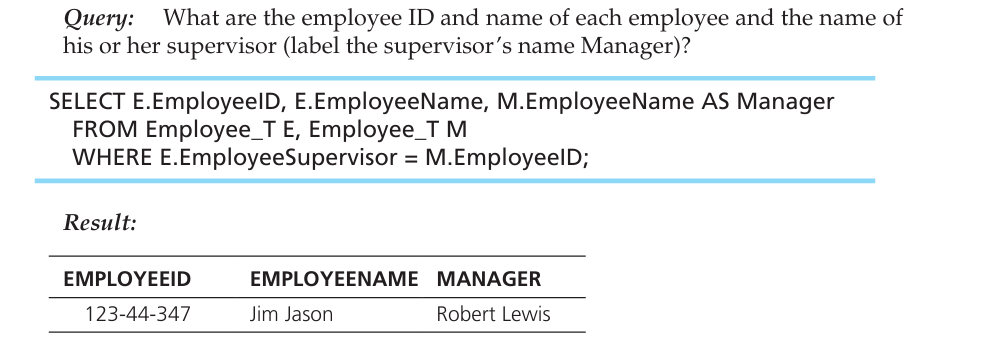 Query: What are the employee ID and name of each employee and the name of
his or her supervisor (label the supervisor's name Manager)?
SELECT E.EmployeeID, E.EmployeeName, M.EmployeeName AS Manager
FROM Employee_T E, Employee_T M
WHERE E.EmployeeSupervisor = M.EmployeeID;
Result:
EMPLOYEEID EMPLOYEENAME MANAGER
123-44-347 Jim Jason Robert Lewis